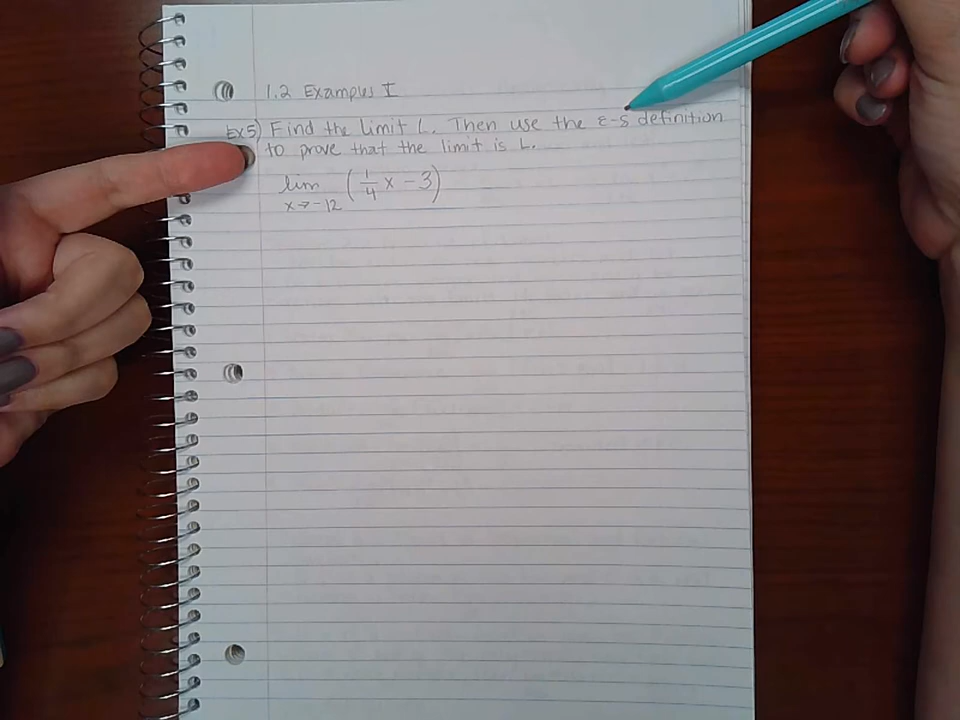 1.2 Examples I
Ex5) Find the limit L. Then use the ε-δ definition
to prove that the limit is L.
lim x→-12 (1/4 x - 3)